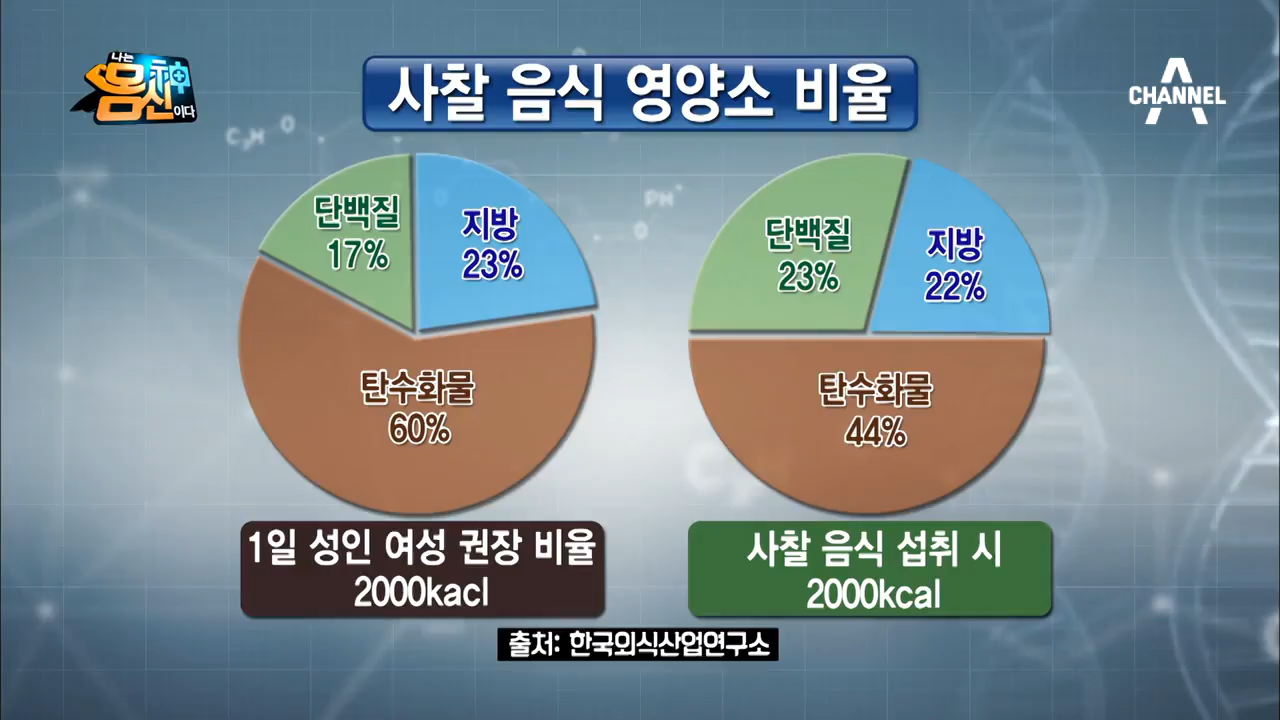 나는
몸신
神
이다
사찰 음식 영양소 비율
A
CHANNEL
C₂H
O
PH
O
단백질
17%
지방
23%
탄수화물
60%
단백질
23%
지방
22%
탄수화물
44%
1일 성인 여성 권장 비율
2000kacl
사찰 음식 섭취 시
2000kcal
출처: 한국외식산업연구소